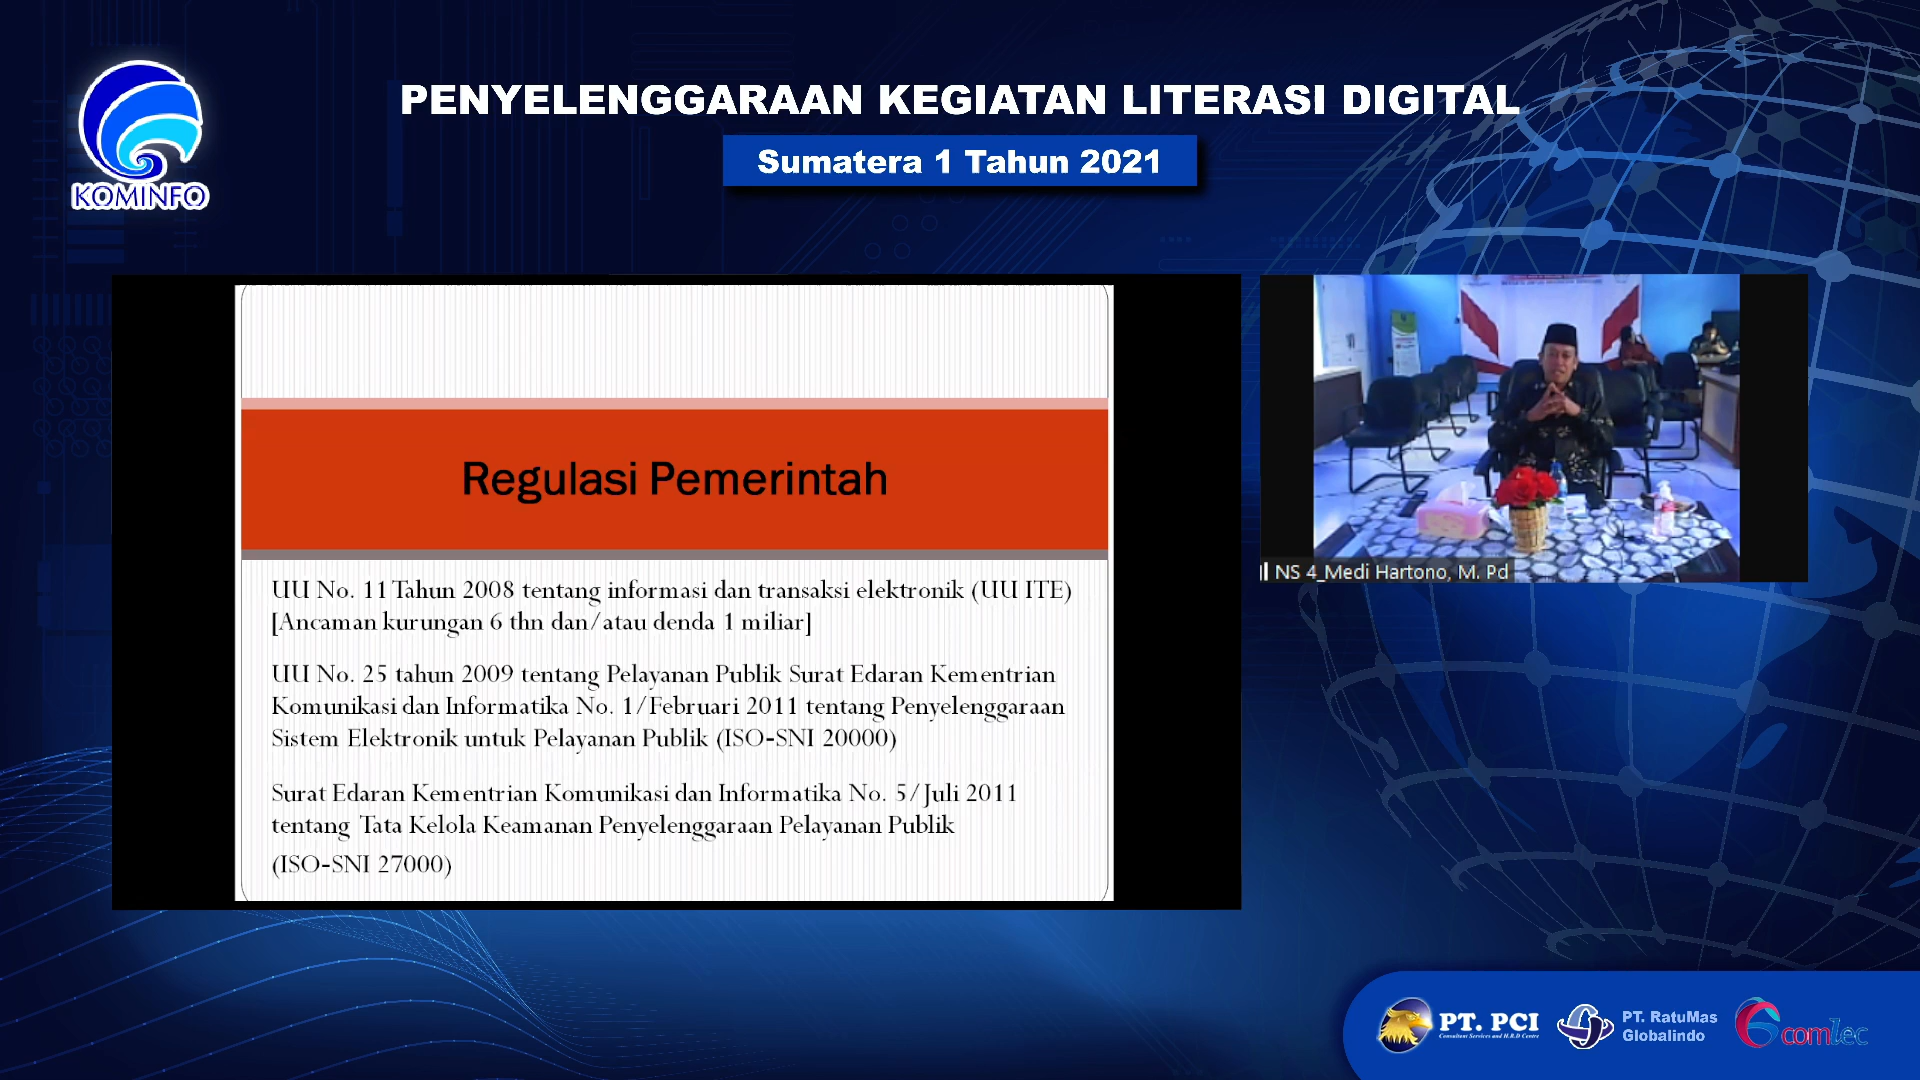 PENYELENGGARAAN KEGIATAN LITERASI DIGITAL
Sumatera 1 Tahun 2021
KOMINFO
Regulasi Pemerintah
UU No. 11 Tahun 2008 tentang informasi dan transaksi elektronik (UU ITE)
[Ancaman kurungan 6 thn dan/atau denda 1 miliar]
UU No. 25 tahun 2009 tentang Pelayanan Publik Surat Edaran Kementrian
Komunikasi dan Informatika No. 1/Februari 2011 tentang Penyelenggaraan
Sistem Elektronik untuk Pelayanan Publik (ISO-SNI 20000)
Surat Edaran Kementrian Komunikasi dan Informatika No. 5/Juli 2011
tentang Tata Kelola Keamanan Penyelenggaraan Pelayanan Publik
(ISO-SNI 27000)
NS 4_Medi Hartono, M. Pd
PT. PCI
Consultant Services and H.R.D Centre
PT. RatuMas
Globalindo
comtec